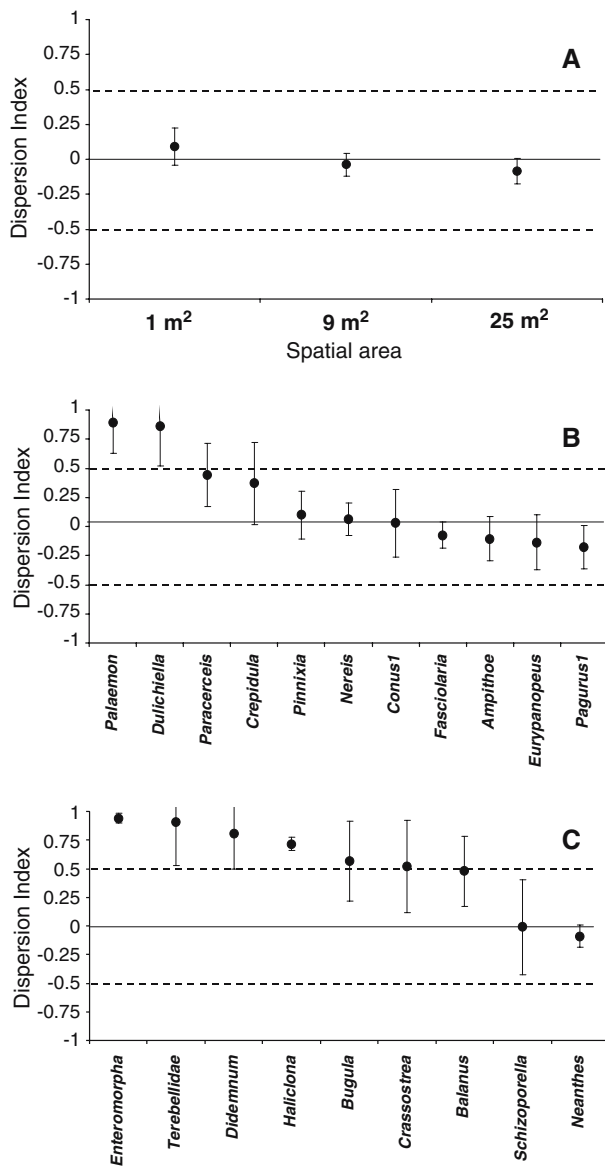 A
Dispersion Index
1
0.75
0.5
0.25
0
-0.25
-0.5
-0.75
-1
1 m²
9 m²
25 m²
Spatial area
B
Dispersion Index
1
0.75
0.5
0.25
0
-0.25
-0.5
-0.75
-1
Palaemon
Dulichiella
Paracerceis
Crepidula
Pinnixia
Nereis
Conus1
Fasciolaria
Ampithoe
Eurypanopeus
Pagurus1
C
Dispersion Index
1
0.75
0.5
0.25
0
-0.25
-0.5
-0.75
-1
Enteromorpha
Terebellidae
Didemnum
Haliclona
Bugula
Crassostrea
Balanus
Schizoporella
Neanthes